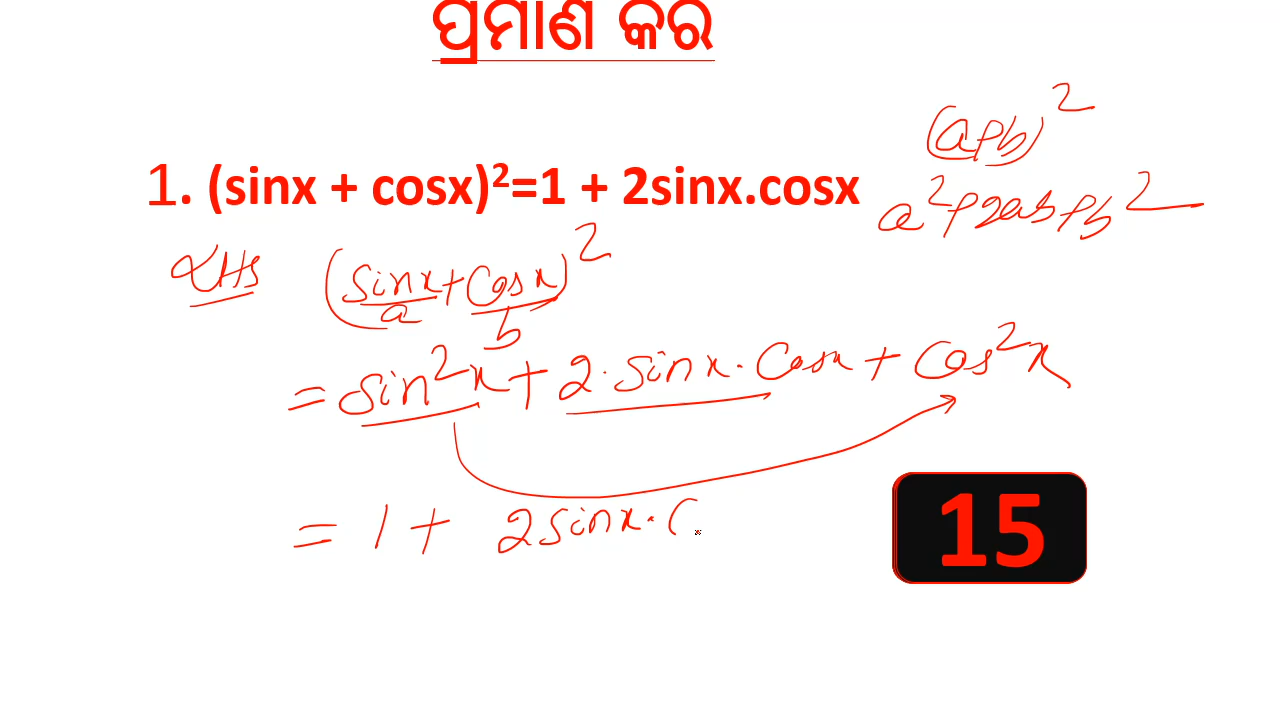 ପ୍ରମାଣ କର
(a+b)²
1. (sinx + cosx)²=1 + 2sinx.cosx
a²+2ab+b²
LHS (sinx+cosx)²
a b
= sin²x + 2·sinx·cosx + cos²x
= 1 + 2sinx·C
15